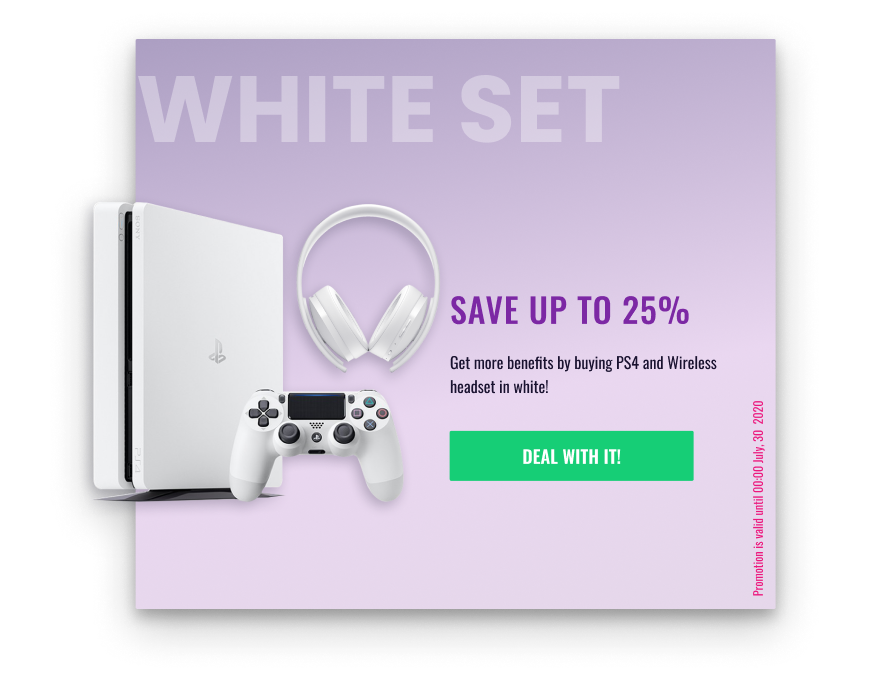 WHITE SET
SAVE UP TO 25%
Get more benefits by buying PS4 and Wireless
headset in white!
DEAL WITH IT!
Promotion is valid until 00:00 July, 30 2020